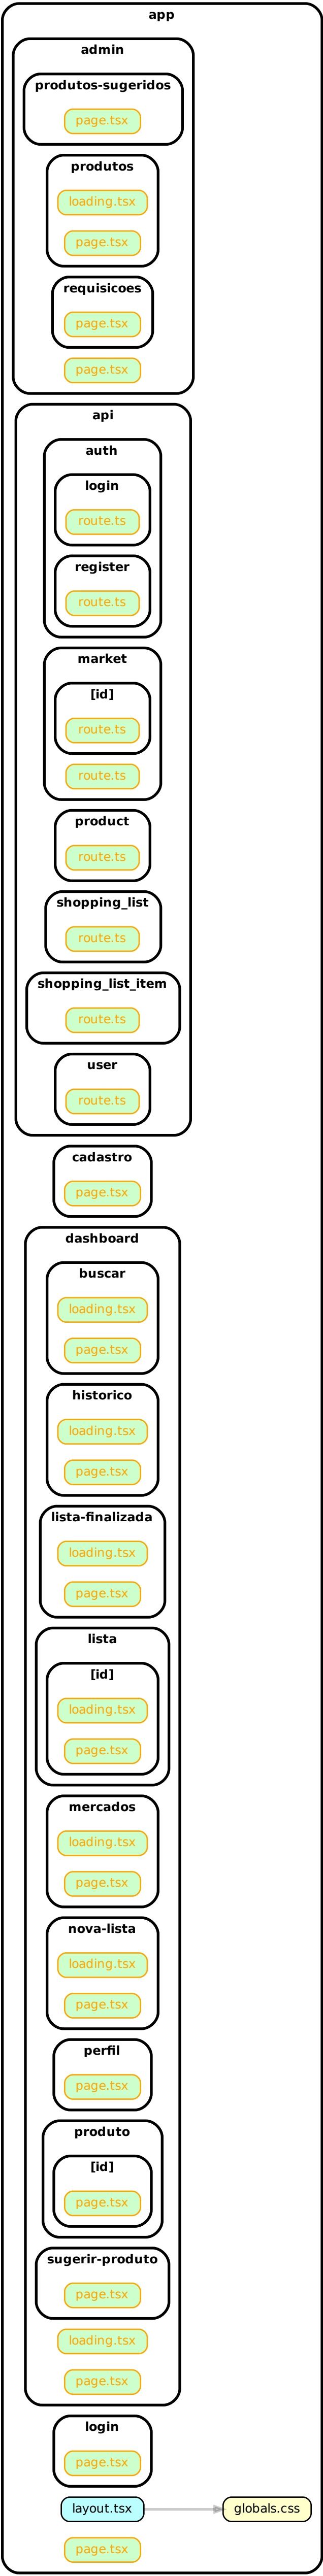 app
admin
produtos-sugeridos
page.tsx
produtos
loading.tsx
page.tsx
requisicoes
page.tsx
page.tsx
api
auth
login
route.ts
register
route.ts
market
[id]
route.ts
route.ts
product
route.ts
shopping_list
route.ts
shopping_list_item
route.ts
user
route.ts
cadastro
page.tsx
dashboard
buscar
loading.tsx
page.tsx
historico
loading.tsx
page.tsx
lista-finalizada
loading.tsx
page.tsx
lista
[id]
loading.tsx
page.tsx
mercados
loading.tsx
page.tsx
nova-lista
loading.tsx
page.tsx
perfil
page.tsx
produto
[id]
page.tsx
sugerir-produto
page.tsx
loading.tsx
page.tsx
login
page.tsx
layout.tsx globals.css
page.tsx